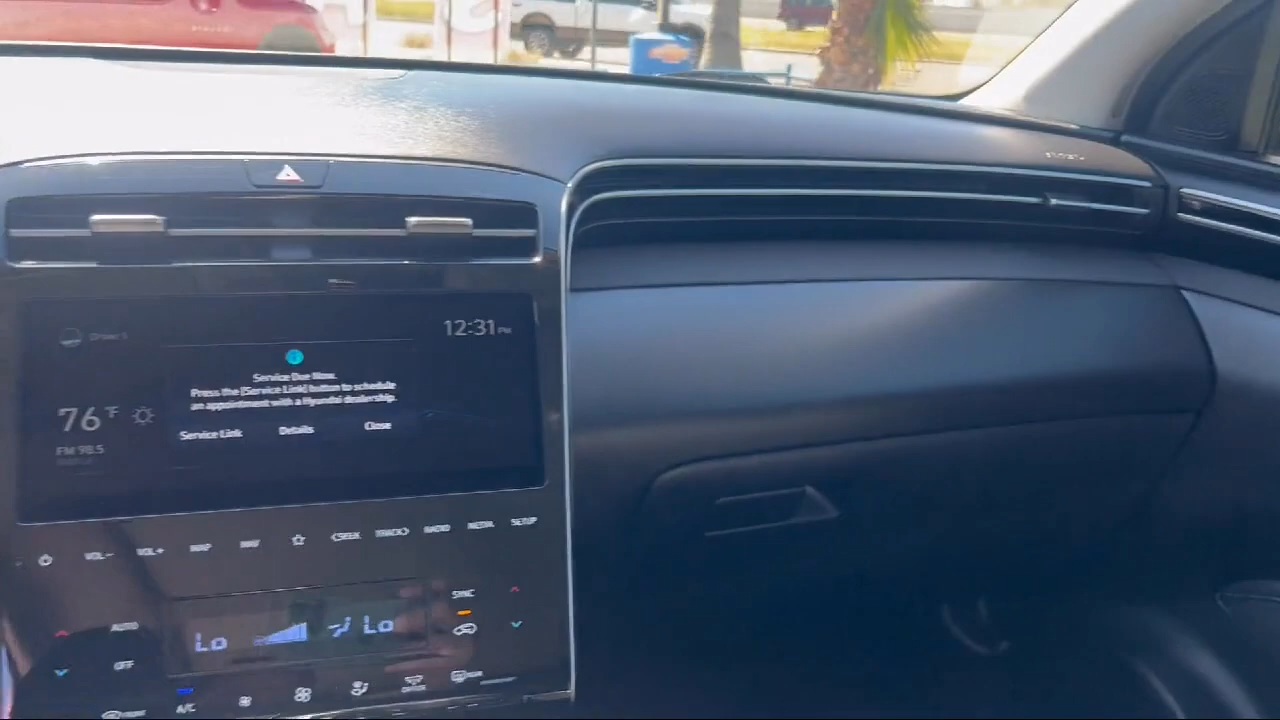 12:31 PM
Service Due Now.
Press the [Service Link] button to schedule
an appointment with a Hyundai dealership.
Service Link Details Close
76 °F
FM 98.5
VOL- VOL+ MAP NAV <SEEK TRACK> RADIO MEDIA SETUP
SYNC
AUTO
Lo Lo
OFF
A/C